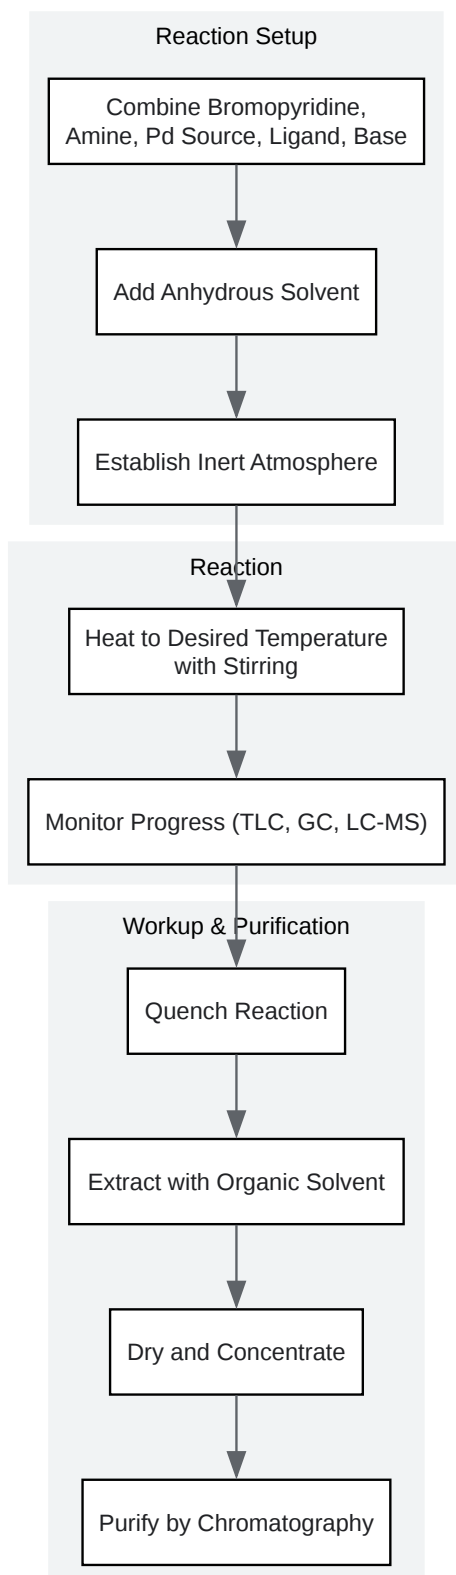 Reaction Setup
Combine Bromopyridine,
Amine, Pd Source, Ligand, Base
Add Anhydrous Solvent
Establish Inert Atmosphere
Reaction
Heat to Desired Temperature
with Stirring
Monitor Progress (TLC, GC, LC-MS)
Workup & Purification
Quench Reaction
Extract with Organic Solvent
Dry and Concentrate
Purify by Chromatography